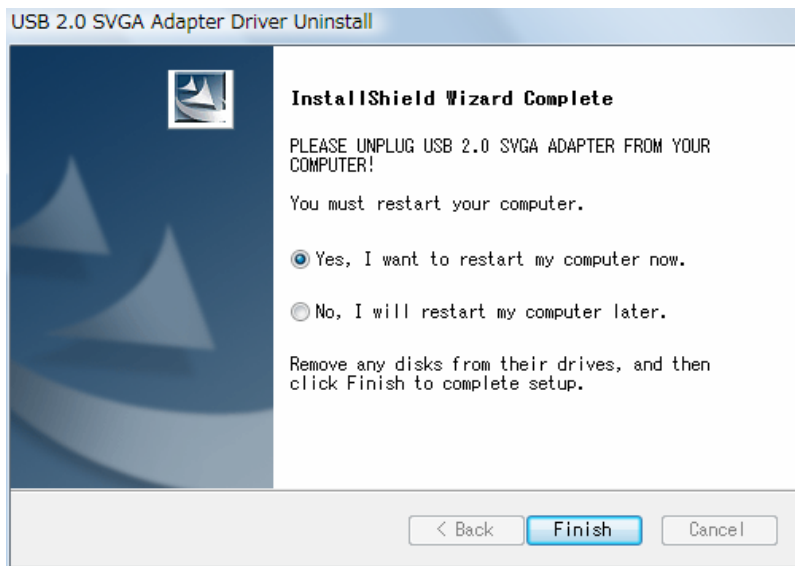 USB 2.0 SVGA Adapter Driver Uninstall
InstallShield Wizard Complete
PLEASE UNPLUG USB 2.0 SVGA ADAPTER FROM YOUR
COMPUTER!
You must restart your computer.
Yes, I want to restart my computer now.
No, I will restart my computer later.
Remove any disks from their drives, and then
click Finish to complete setup.
< Back Finish Cancel